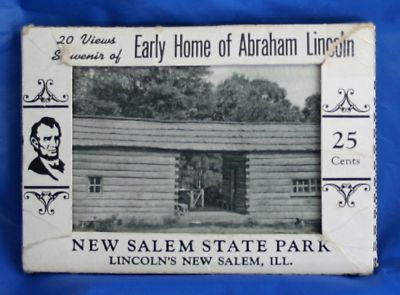 20 Views
Souvenir of Early Home of Abraham Lincoln
25
Cents
NEW SALEM STATE PARK
LINCOLN'S NEW SALEM, ILL.